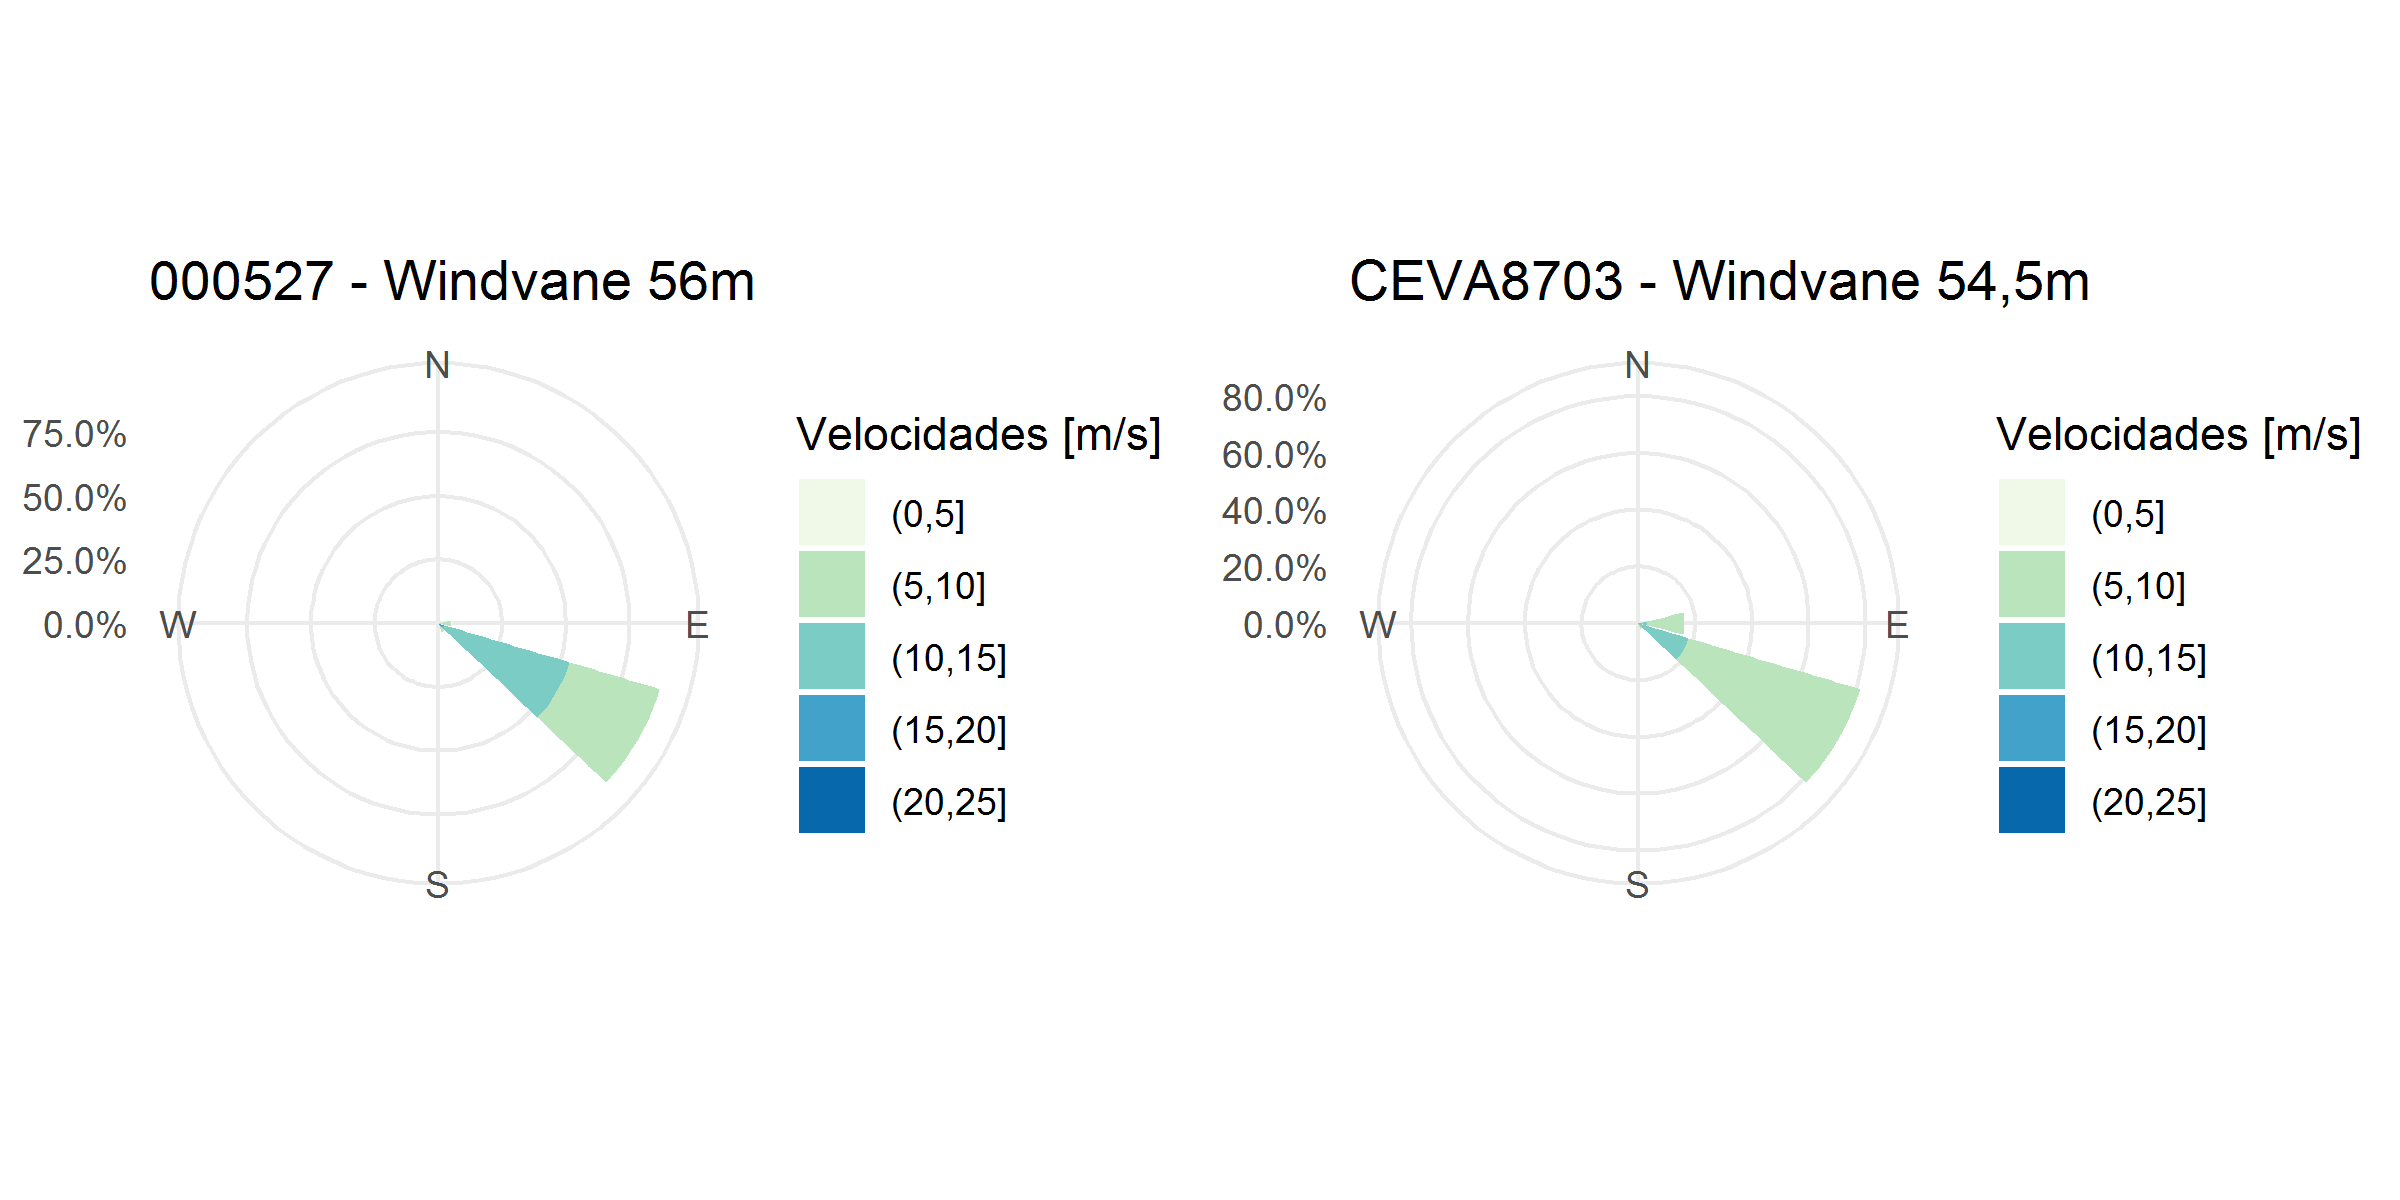 000527 - Windvane 56m
N
75.0%
50.0%
25.0%
0.0%
W
E
S
Velocidades [m/s]
(0,5]
(5,10]
(10,15]
(15,20]
(20,25]
CEVA8703 - Windvane 54,5m
N
80.0%
60.0%
40.0%
20.0%
0.0%
W
E
S
Velocidades [m/s]
(0,5]
(5,10]
(10,15]
(15,20]
(20,25]